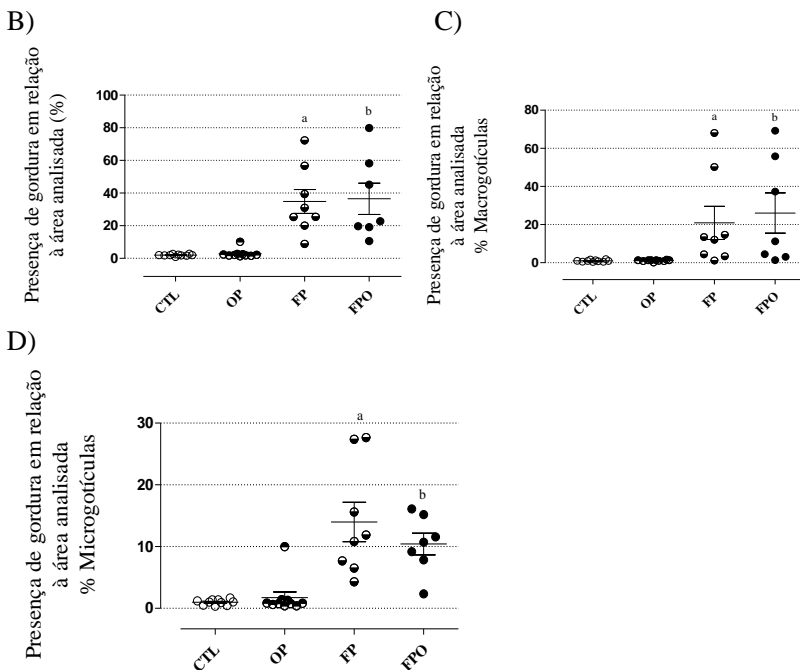 B)
Presença de gordura em relação
à área analisada (%)
100
80
60
40
20
0
a
b
CTL
OP
FP
FPO
C)
Presença de gordura em relação
à área analisada
% Macrogotículas
80
60
40
20
0
a
b
CTL
OP
FP
FPO
D)
Presença de gordura em relação
à área analisada
% Microgotículas
30
20
10
0
a
b
CTL
OP
FP
FPO